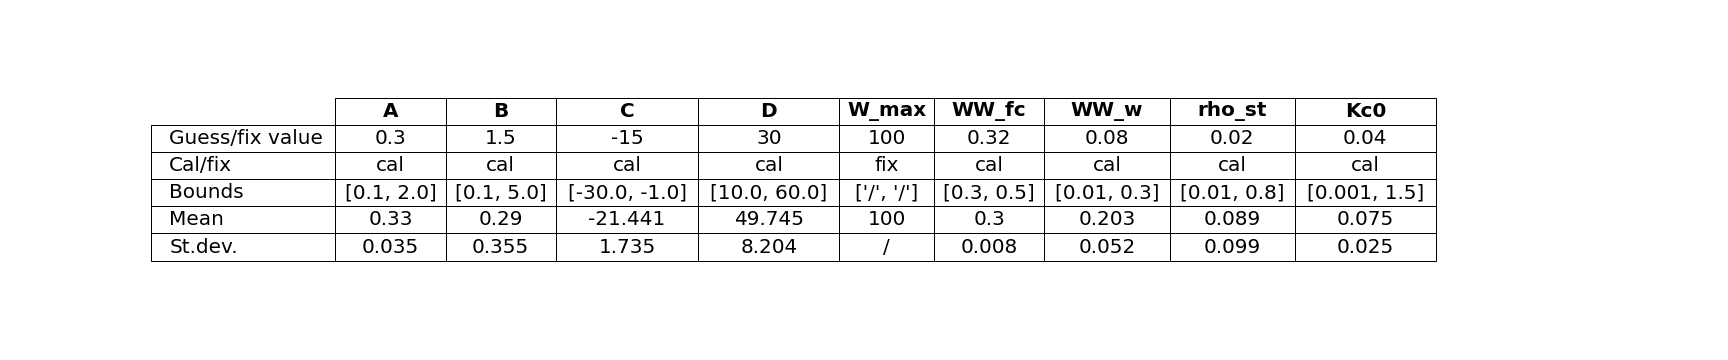 A B C D W_max WW_fc WW_w rho_st Kc0
Guess/fix value 0.3 1.5 -15 30 100 0.32 0.08 0.02 0.04
Cal/fix cal cal cal cal fix cal cal cal cal
Bounds [0.1, 2.0] [0.1, 5.0] [-30.0, -1.0] [10.0, 60.0] ['/', '/'] [0.3, 0.5] [0.01, 0.3] [0.01, 0.8] [0.001, 1.5]
Mean 0.33 0.29 -21.441 49.745 100 0.3 0.203 0.089 0.075
St.dev. 0.035 0.355 1.735 8.204 / 0.008 0.052 0.099 0.025